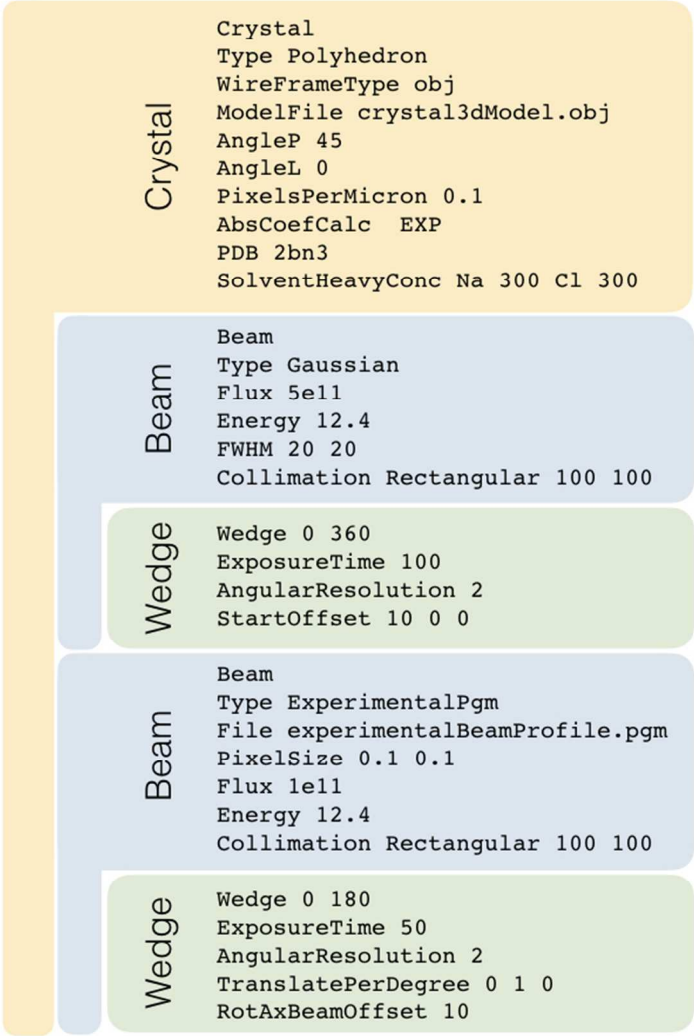 Crystal
Crystal
Type Polyhedron
WireFrameType obj
ModelFile crystal3dModel.obj
AngleP 45
AngleL 0
PixelsPerMicron 0.1
AbsCoefCalc  EXP
PDB 2bn3
SolventHeavyConc Na 300 Cl 300
Beam
Beam
Type Gaussian
Flux 5e11
Energy 12.4
FWHM 20 20
Collimation Rectangular 100 100
Wedge
Wedge 0 360
ExposureTime 100
AngularResolution 2
StartOffset 10 0 0
Beam
Beam
Type ExperimentalPgm
File experimentalBeamProfile.pgm
PixelSize 0.1 0.1
Flux 1e11
Energy 12.4
Collimation Rectangular 100 100
Wedge
Wedge 0 180
ExposureTime 50
AngularResolution 2
TranslatePerDegree 0 1 0
RotAxBeamOffset 10